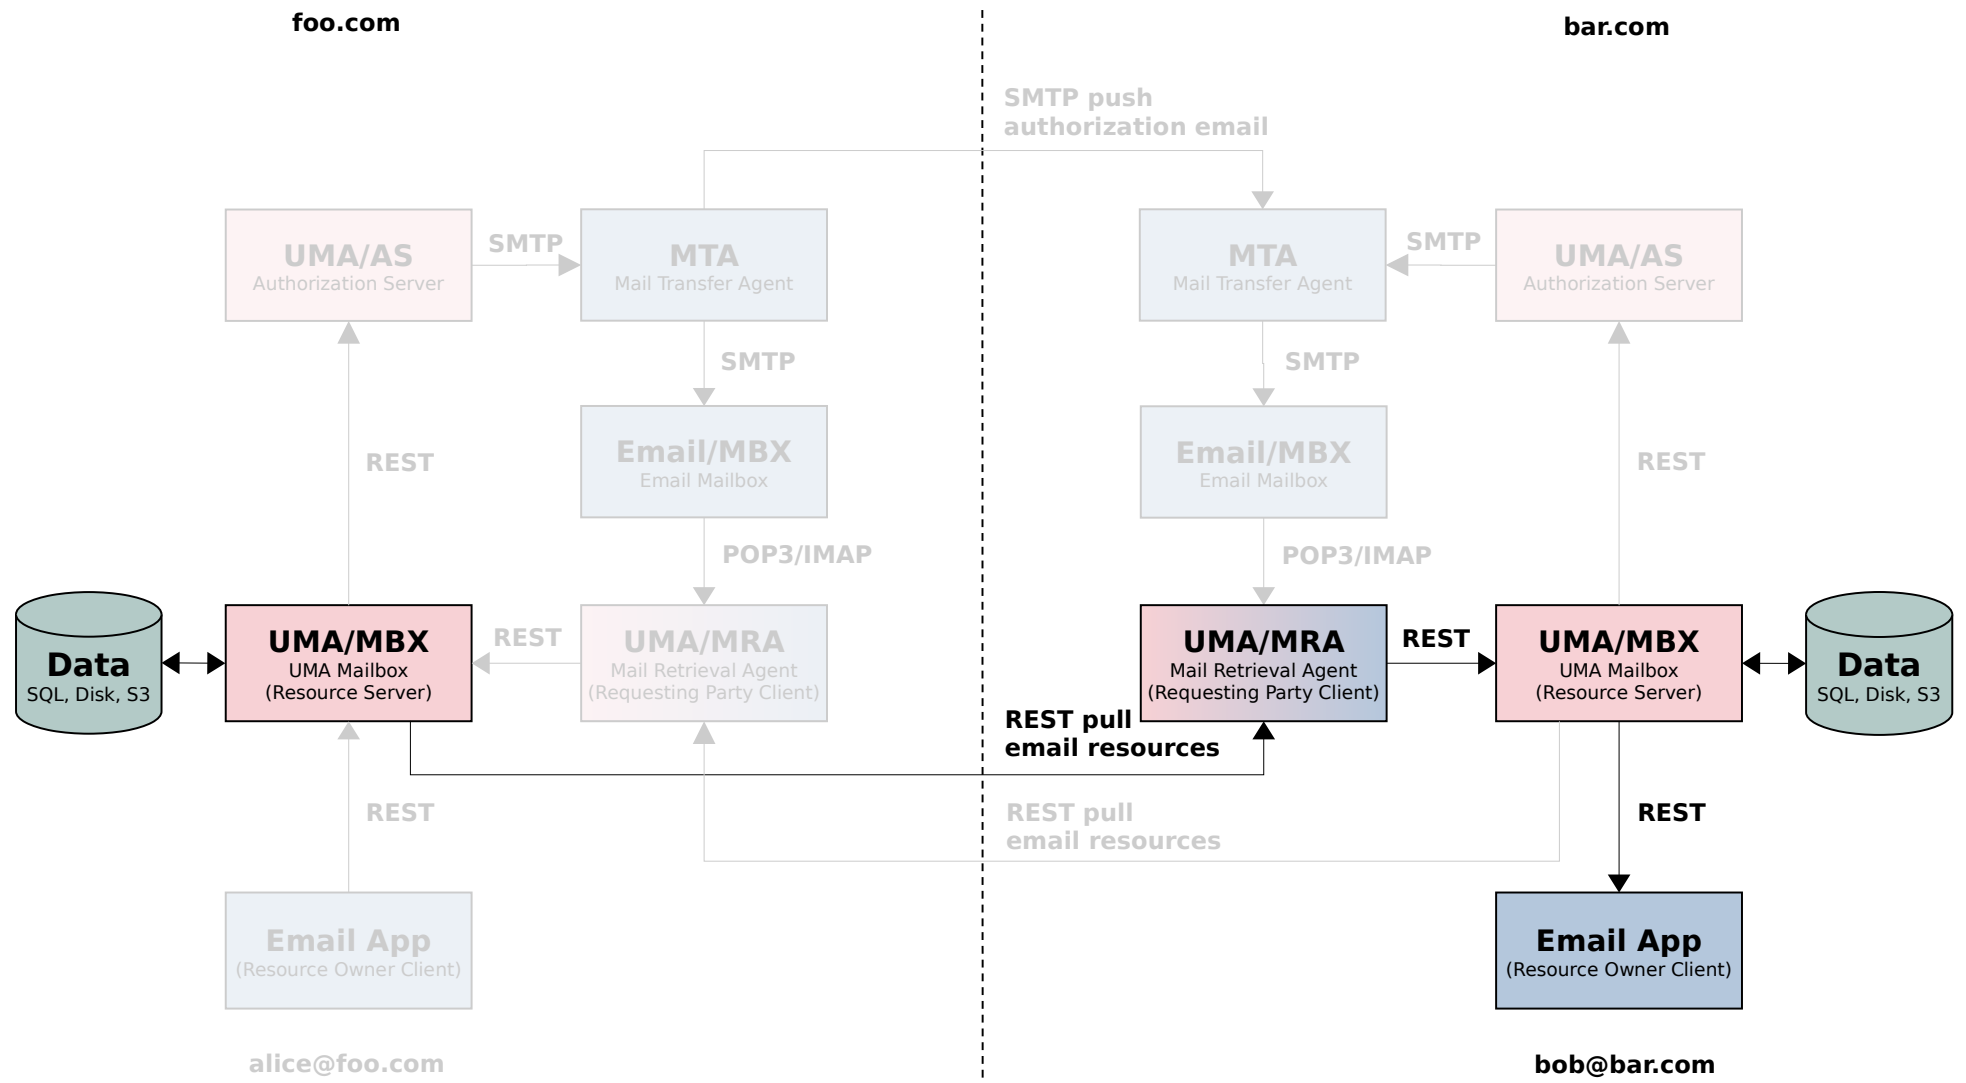 foo.com
bar.com
SMTP push
authorization email
UMA/AS
Authorization Server
SMTP
MTA
Mail Transfer Agent
MTA
Mail Transfer Agent
SMTP
UMA/AS
Authorization Server
SMTP
SMTP
REST
Email/MBX
Email Mailbox
Email/MBX
Email Mailbox
REST
POP3/IMAP
POP3/IMAP
Data
SQL, Disk, S3
UMA/MBX
UMA Mailbox
(Resource Server)
REST
UMA/MRA
Mail Retrieval Agent
(Requesting Party Client)
UMA/MRA
Mail Retrieval Agent
(Requesting Party Client)
REST
UMA/MBX
UMA Mailbox
(Resource Server)
Data
SQL, Disk, S3
REST pull
email resources
REST
REST pull
email resources
REST
Email App
(Resource Owner Client)
Email App
(Resource Owner Client)
alice@foo.com
bob@bar.com